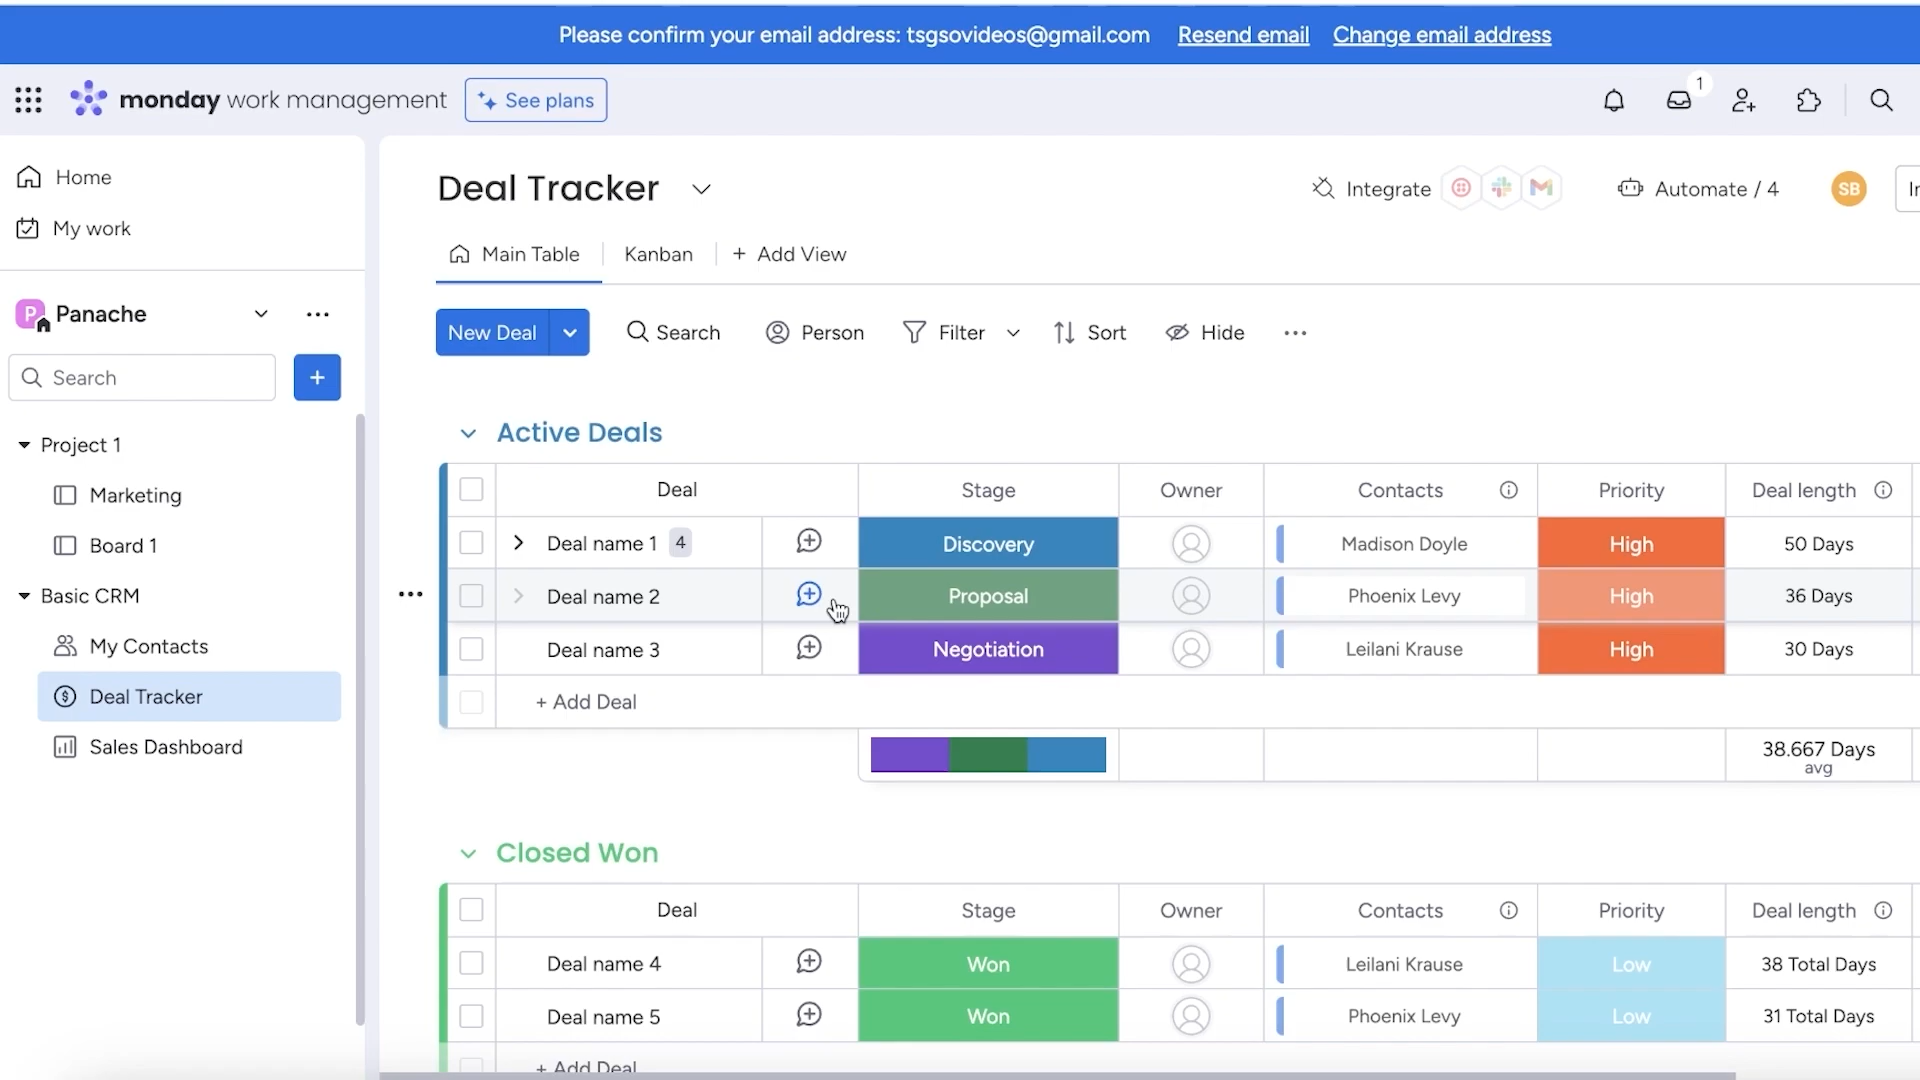 Please confirm your email address: tsgsovideos@gmail.com Resend email Change email address
monday work management See plans 1
Home
My work
P Panache
Search +
Project 1
Marketing
Board 1
Basic CRM
My Contacts
Deal Tracker
Sales Dashboard
Deal Tracker Integrate Automate / 4 SB
Main Table Kanban + Add View
New Deal Search Person Filter Sort Hide
Active Deals
Deal Stage Owner Contacts Priority Deal length
Deal name 1 4 Discovery Madison Doyle High 50 Days
Deal name 2 Proposal Phoenix Levy High 36 Days
Deal name 3 Negotiation Leilani Krause High 30 Days
+ Add Deal
38.667 Days
avg
Closed Won
Deal Stage Owner Contacts Priority Deal length
Deal name 4 Won Leilani Krause Low 38 Total Days
Deal name 5 Won Phoenix Levy Low 31 Total Days
+ Add Deal